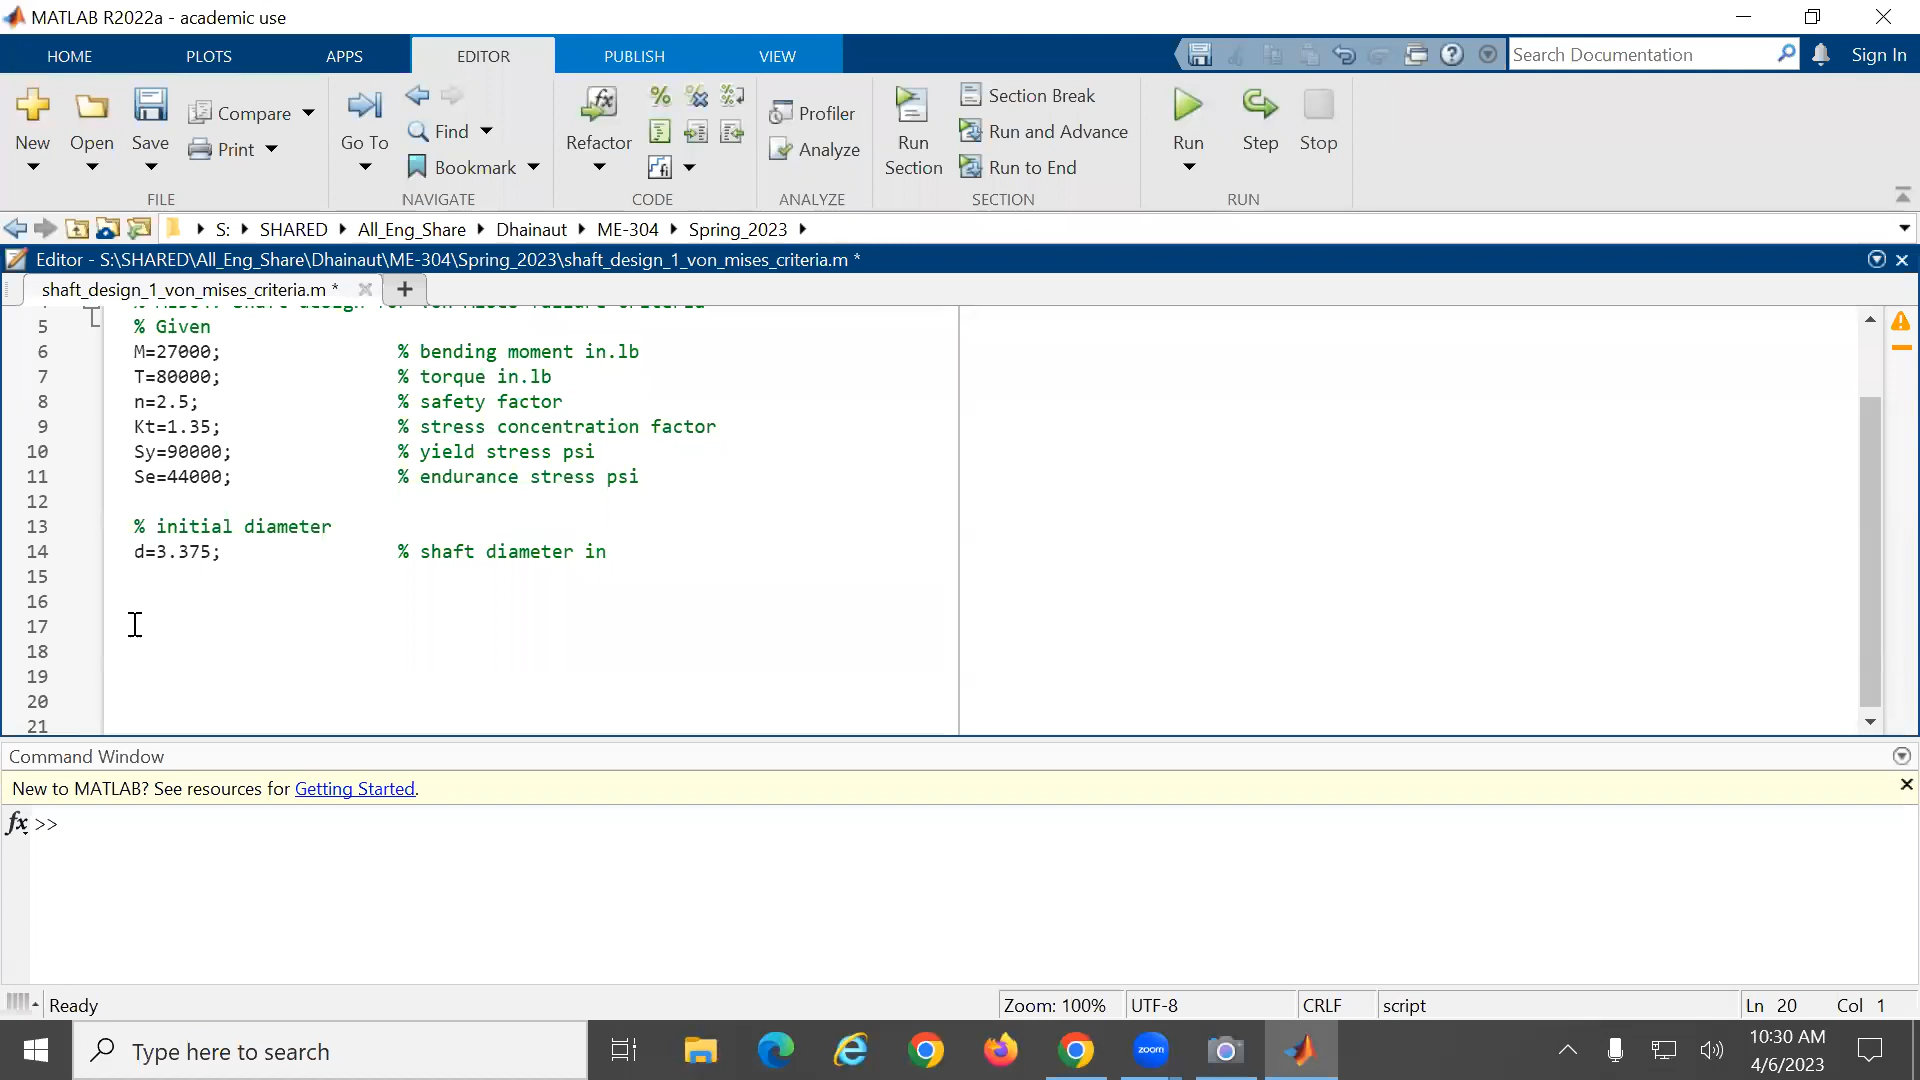 MATLAB R2022a - academic use
HOME PLOTS APPS EDITOR PUBLISH VIEW Search Documentation Sign In
New Open Save Compare Print Go To Find Bookmark Refactor Profiler Analyze Run Section Section Break Run and Advance Run to End Run Step Stop
FILE NAVIGATE CODE ANALYZE SECTION RUN
S: SHARED All_Eng_Share Dhainaut ME-304 Spring_2023
Editor - S:\SHARED\All_Eng_Share\Dhainaut\ME-304\Spring_2023\shaft_design_1_von_mises_criteria.m *
shaft_design_1_von_mises_criteria.m *
5 % Given
6 M=27000; % bending moment in.lb
7 T=80000; % torque in.lb
8 n=2.5; % safety factor
9 Kt=1.35; % stress concentration factor
10 Sy=90000; % yield stress psi
11 Se=44000; % endurance stress psi
12
13 % initial diameter
14 d=3.375; % shaft diameter in
15
16
17
18
19
20
21
Command Window
New to MATLAB? See resources for Getting Started.
fx >>
Ready Zoom: 100% UTF-8 CRLF script Ln 20 Col 1
Type here to search zoom 10:30 AM
4/6/2023